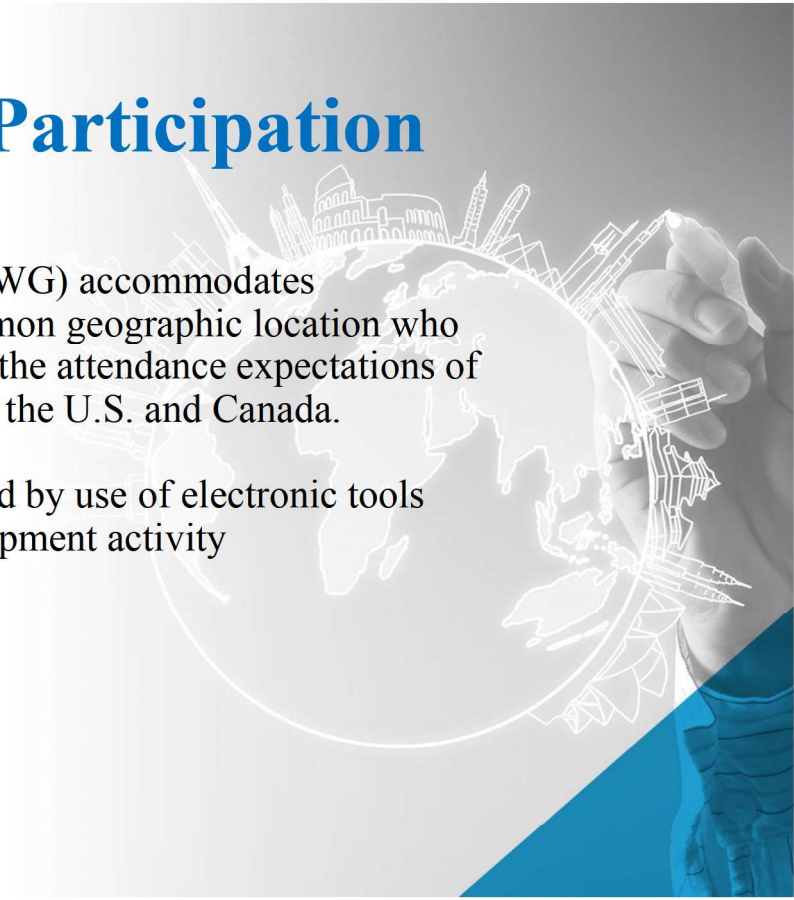 Participation
WG) accommodates
mon geographic location who
the attendance expectations of
the U.S. and Canada.
d by use of electronic tools
pment activity